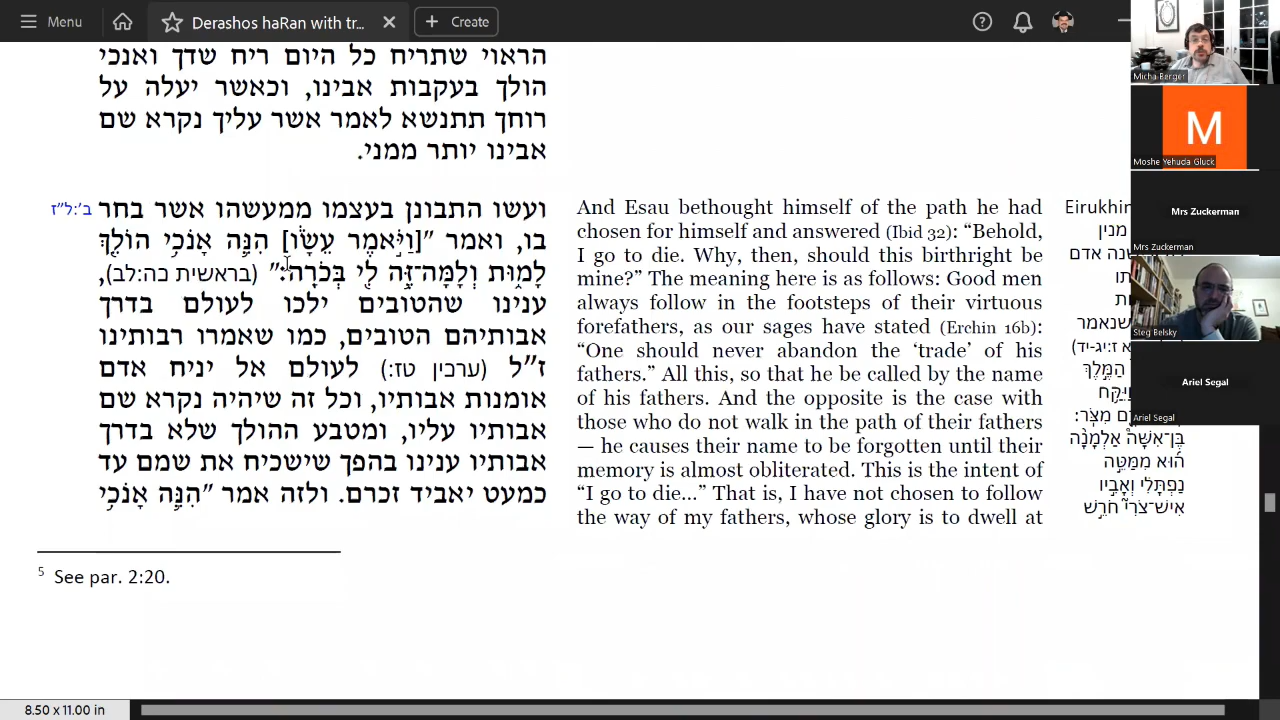 Menu
Derashos haRan with tr...
Create
הראוי שתריח כל היום ריח שדך ואנכי
הולך בעקבות אבינו, וכאשר יעלה על
רוחך תתנשא לאמר אשר עליך נקרא שם
אבינו יותר ממני.
ב׳:ל״ז
ועשו התבונן בעצמו ממעשהו אשר בחר
בו, ואמר "[וַיֹּ֣אמֶר עֵשָׂ֔ו] הִנֵּ֛ה אָנֹכִ֥י הוֹלֵ֖ךְ
לָמ֑וּת וְלָמָּה־זֶּ֥ה לִ֖י בְּכֹרָֽה׃" (בראשית כה:לב),
ענינו שהטובים ילכו לעולם בדרך
אבותיהם הטובים, כמו שאמרו רבותינו
ז"ל (ערכין טז:) לעולם אל יניח אדם
אומנות אבותיו, וכל זה שיהיה נקרא שם
אבותיו עליו, ומטבע ההולך שלא בדרך
אבותיו ענינו בהפך שישכיח את שמם עד
כמעט יאביד זכרם. ולזה אמר "הִנֵּ֛ה אָנֹכִ֥י
And Esau bethought himself of the path he had
chosen for himself and answered (Ibid 32): “Behold,
I go to die. Why, then, should this birthright be
mine?” The meaning here is as follows: Good men
always follow in the footsteps of their virtuous
forefathers, as our sages have stated (Erchin 16b):
“One should never abandon the ‘trade’ of his
fathers.” All this, so that he be called by the name
of his fathers. And the opposite is the case with
those who do not walk in the path of their fathers
— he causes their name to be forgotten until their
memory is almost obliterated. This is the intent of
“I go to die...” That is, I have not chosen to follow
the way of my fathers, whose glory is to dwell at
Eirukhin
מנין
שנה אדם
תו
ות
שנאמר
א ז:יג-יד)
הַמֶּ֣לֶךְ
וַיִּקַּ֥ח
מִצֹּֽר׃
בֶּן־אִשָּׁה֩ אַלְמָנָ֨ה
ה֜וּא מִמַּטֵּ֣ה
נַפְתָּלִ֗י וְאָבִ֣יו
אִישׁ־צֹרִי֮ חֹרֵ֣שׁ
5 See par. 2:20.
8.50 x 11.00 in
Micha Berger
M
Moshe Yehuda Gluck
Mrs Zuckerman
Mrs Zuckerman
Steg Belsky
Ariel Segal
Ariel Segal